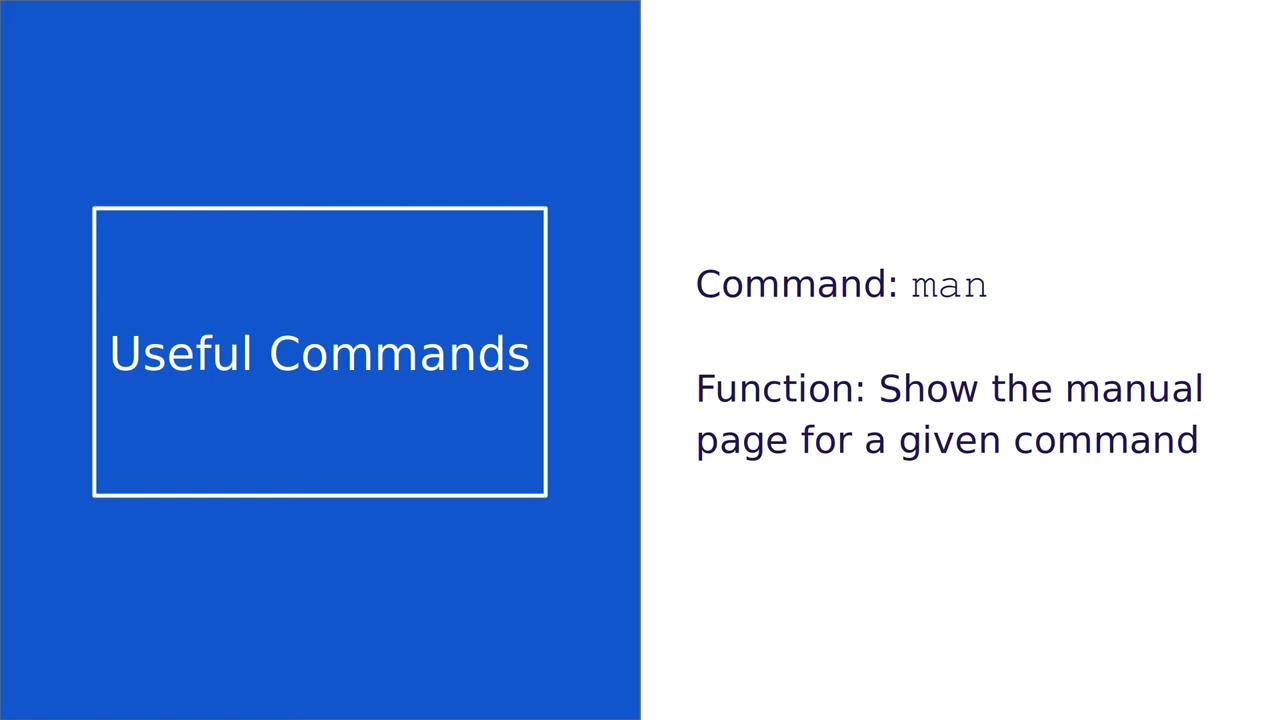 Useful Commands
Command: man
Function: Show the manual
page for a given command